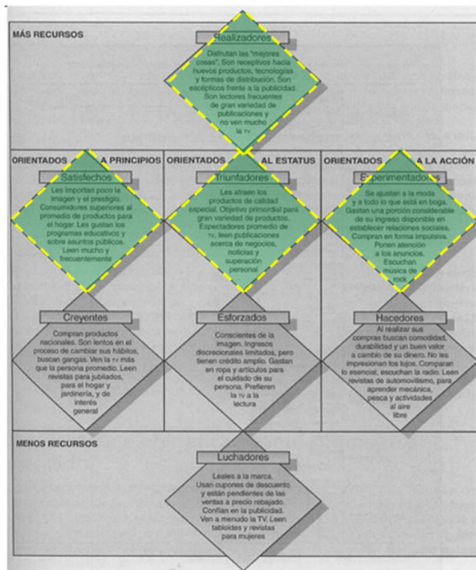 MÁS RECURSOS
Realizadores
Disfrutan las "mejores
cosas". Son receptivos hacia
nuevos productos, tecnologías
y formas de distribución. Son
escépticos frente a la publicidad.
Son lectores frecuentes
de gran variedad de
publicaciones y
no ven mucho
la TV
ORIENTADOS A PRINCIPIOS
Satisfechos
Les importan poco la
imagen y el prestigio.
Consumidores superiores al
promedio de productos para
el hogar. Les gustan los
programas educativos y
sobre asuntos públicos.
Leen mucho y
frecuentemente
ORIENTADOS AL ESTATUS
Triunfadores
Les atraen los
productos de calidad
especial. Objetivo primordial para
gran variedad de productos.
Espectadores promedio de
TV, leen publicaciones
acerca de negocios,
noticias y
superación
personal
ORIENTADOS A LA ACCIÓN
Experimentadores
Se ajustan a la moda
y a todo lo que está en boga.
Gastan una porción considerable
de su ingreso disponible en
establecer relaciones sociales.
Compran en forma impulsiva.
Ponen atención
a los anuncios.
Escuchan
música de
rock
Creyentes
Compran productos
nacionales. Son lentos en el
proceso de cambiar sus hábitos,
buscan gangas. Ven la TV más
que la persona promedio. Leen
revistas para jubilados,
para el hogar y
jardinería, y de
interés
general
Esforzados
Conscientes de la
imagen. Ingresos
discrecionales limitados, pero
tienen crédito amplio. Gastan
en ropa y artículos para
el cuidado de su
persona. Prefieren
la TV a la
lectura
Hacedores
Al realizar sus
compras buscan comodidad,
durabilidad y un buen valor
a cambio de su dinero. No les
impresionan los lujos. Comparan
lo esencial, escuchan la radio. Leen
revistas de automovilismo, para
aprender mecánica,
pesca y actividades
al aire
libre
MENOS RECURSOS
Luchadores
Leales a la marca.
Usan cupones de descuento
y están pendientes de las
ventas a precio rebajado.
Confían en la publicidad.
Ven a menudo la TV. Leen
tabloides y revistas
para mujeres